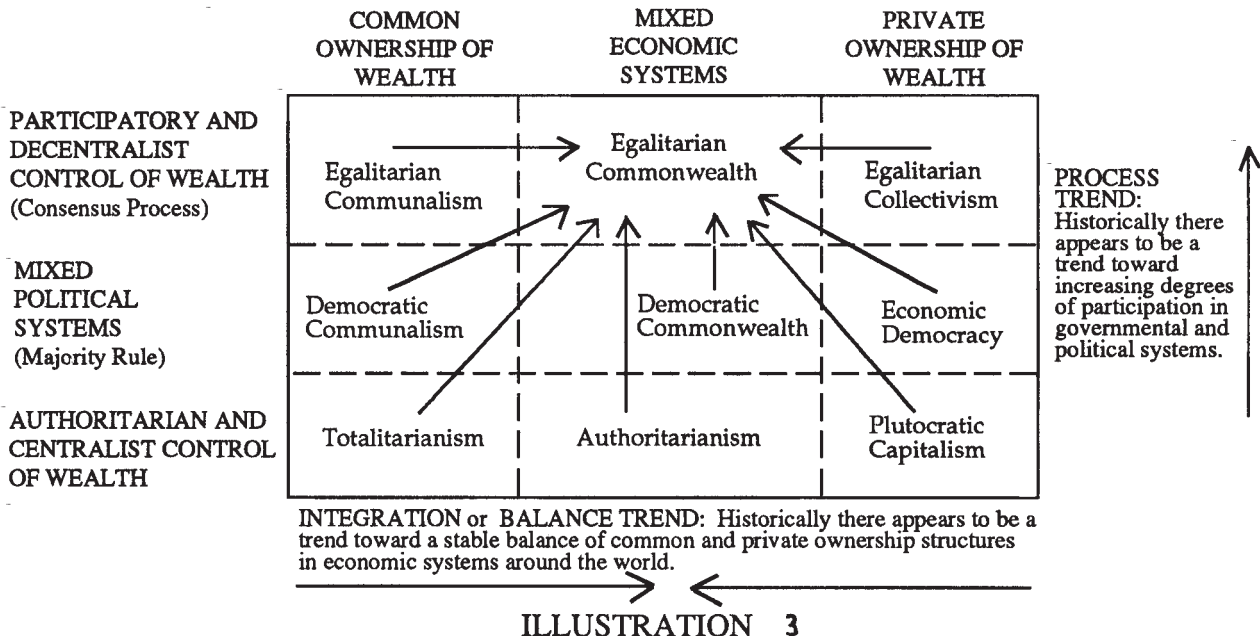 COMMON
OWNERSHIP OF
WEALTH
MIXED
ECONOMIC
SYSTEMS
PRIVATE
OWNERSHIP OF
WEALTH
PARTICIPATORY AND
DECENTRALIST
CONTROL OF WEALTH
(Consensus Process)
Egalitarian
Communalism
Egalitarian
Commonwealth
Egalitarian
Collectivism
MIXED
POLITICAL
SYSTEMS
(Majority Rule)
Democratic
Communalism
Democratic
Commonwealth
Economic
Democracy
AUTHORITARIAN AND
CENTRALIST CONTROL
OF WEALTH
Totalitarianism
Authoritarianism
Plutocratic
Capitalism
PROCESS
TREND:
Historically there
appears to be a
trend toward
increasing degrees
of participation in
governmental and
political systems.
INTEGRATION or BALANCE TREND: Historically there appears to be a
trend toward a stable balance of common and private ownership structures
in economic systems around the world.
ILLUSTRATION 3